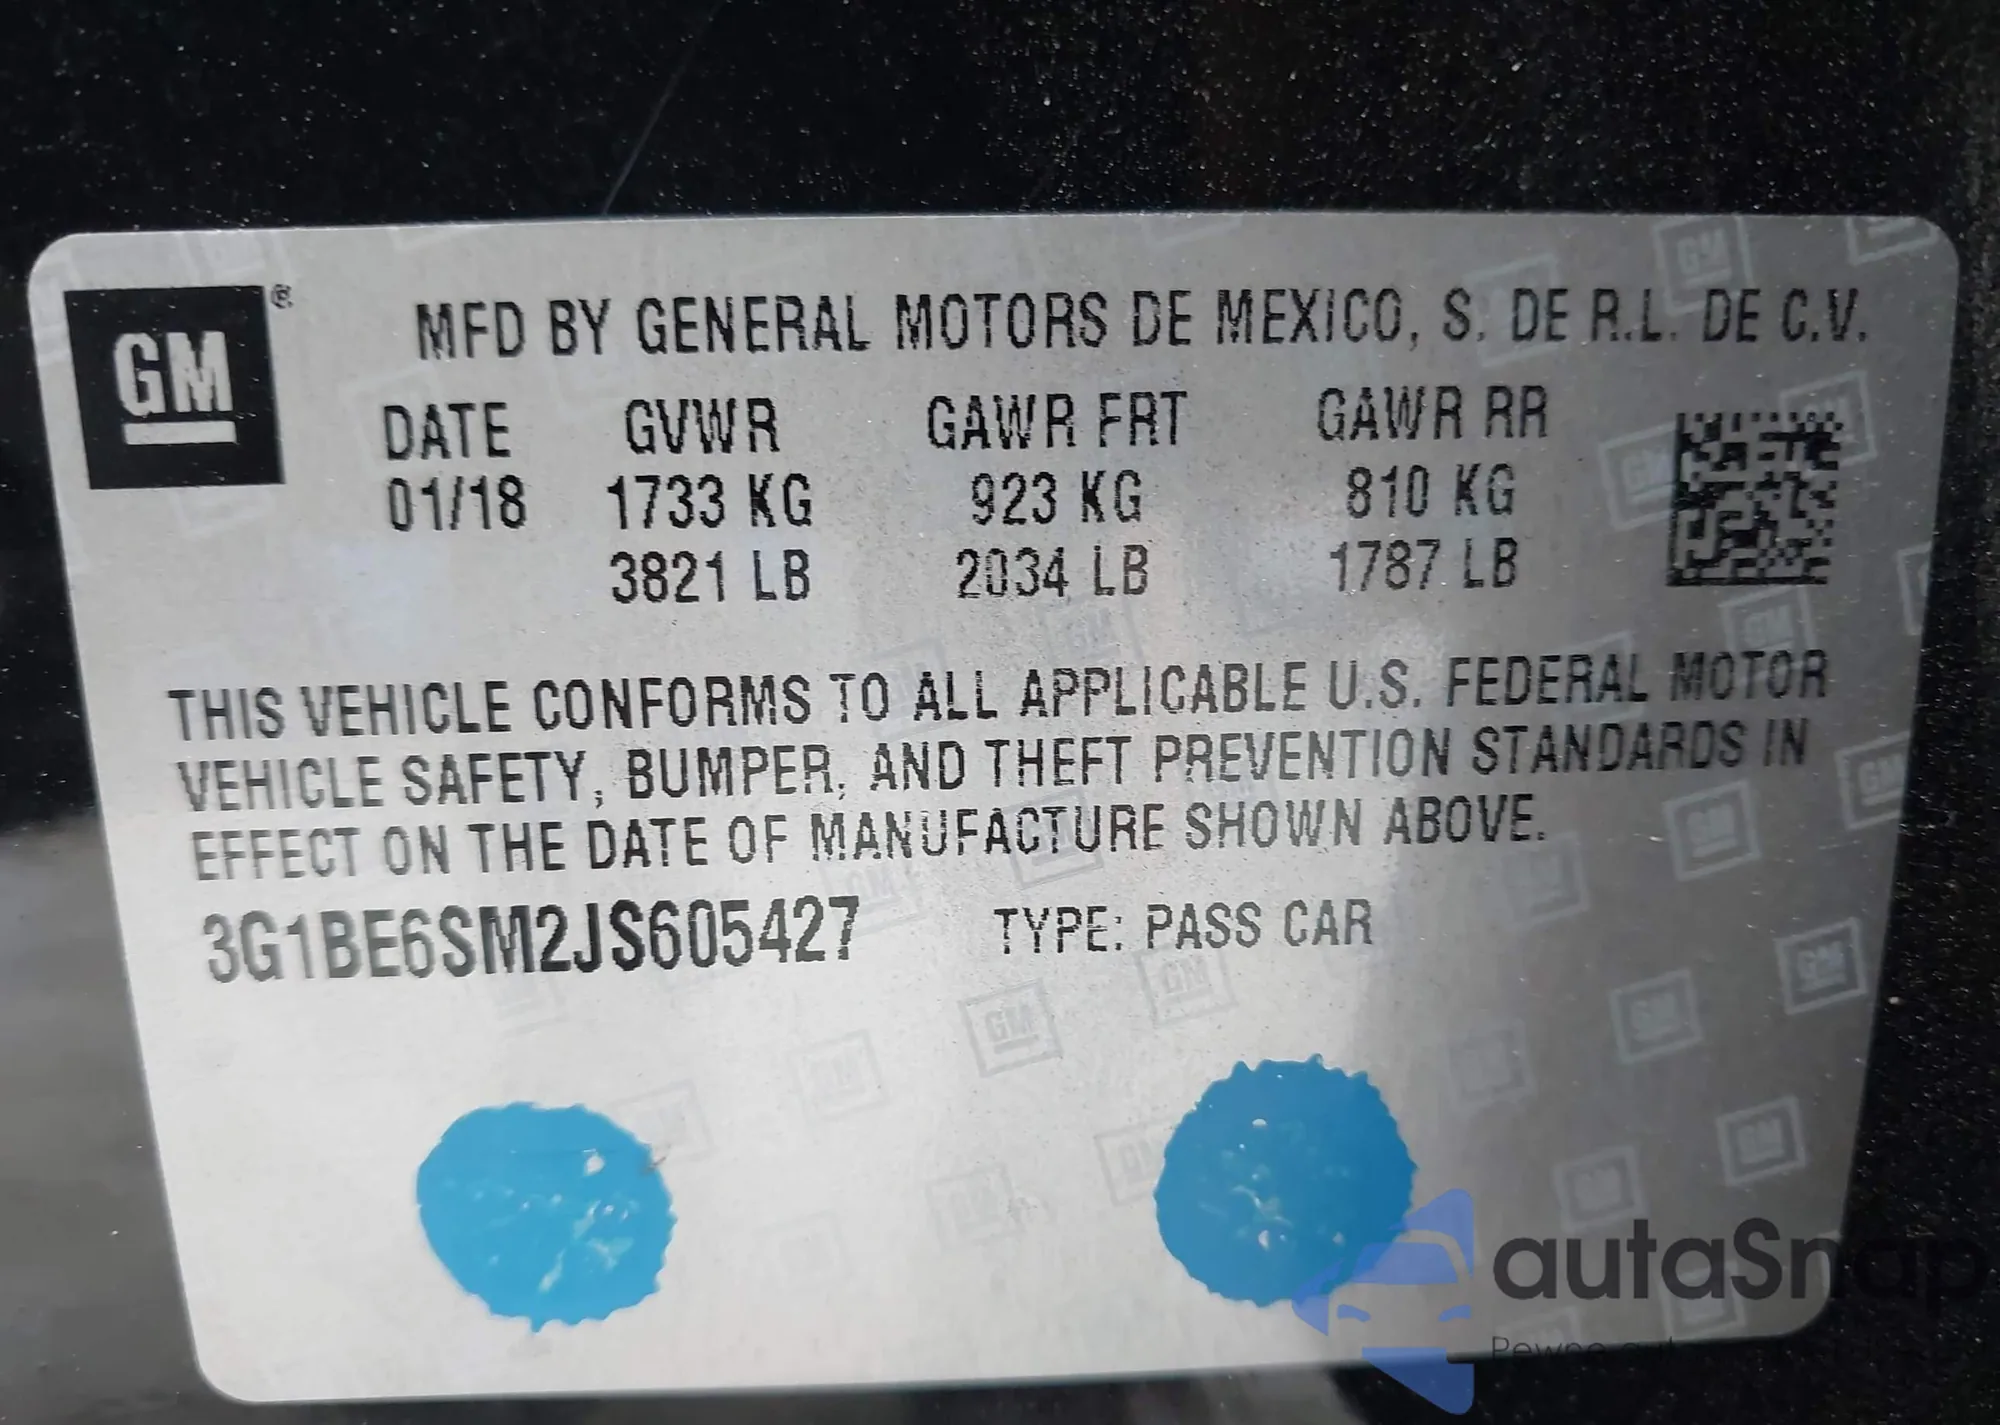 GM®
MFD BY GENERAL MOTORS DE MEXICO, S. DE R.L. DE C.V.
DATE GVWR GAWR FRT GAWR RR
01/18 1733 KG 923 KG 810 KG
3821 LB 2034 LB 1787 LB
THIS VEHICLE CONFORMS TO ALL APPLICABLE U.S. FEDERAL MOTOR
VEHICLE SAFETY, BUMPER, AND THEFT PREVENTION STANDARDS IN
EFFECT ON THE DATE OF MANUFACTURE SHOWN ABOVE.
3G1BE6SM2JS605427 TYPE: PASS CAR
autaSnap
Pewne